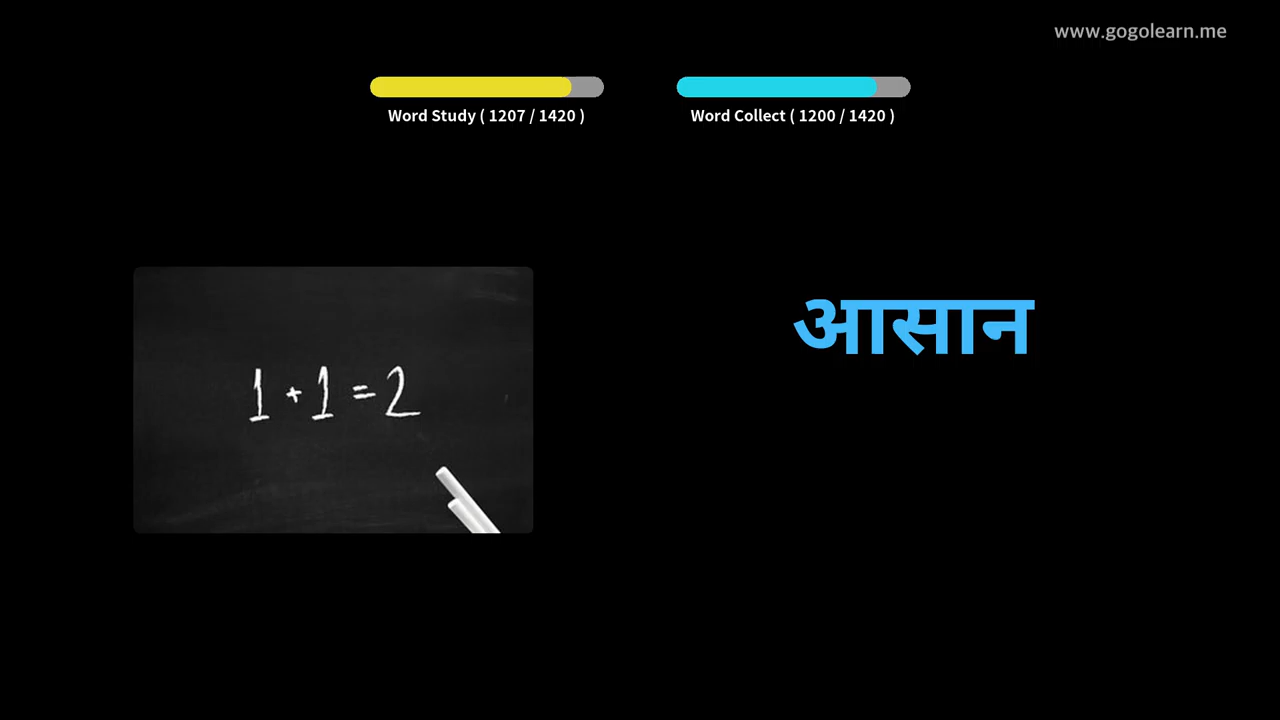 www.gogolearn.me
Word Study ( 1207 / 1420 )
Word Collect ( 1200 / 1420 )
आसान
1 + 1 = 2